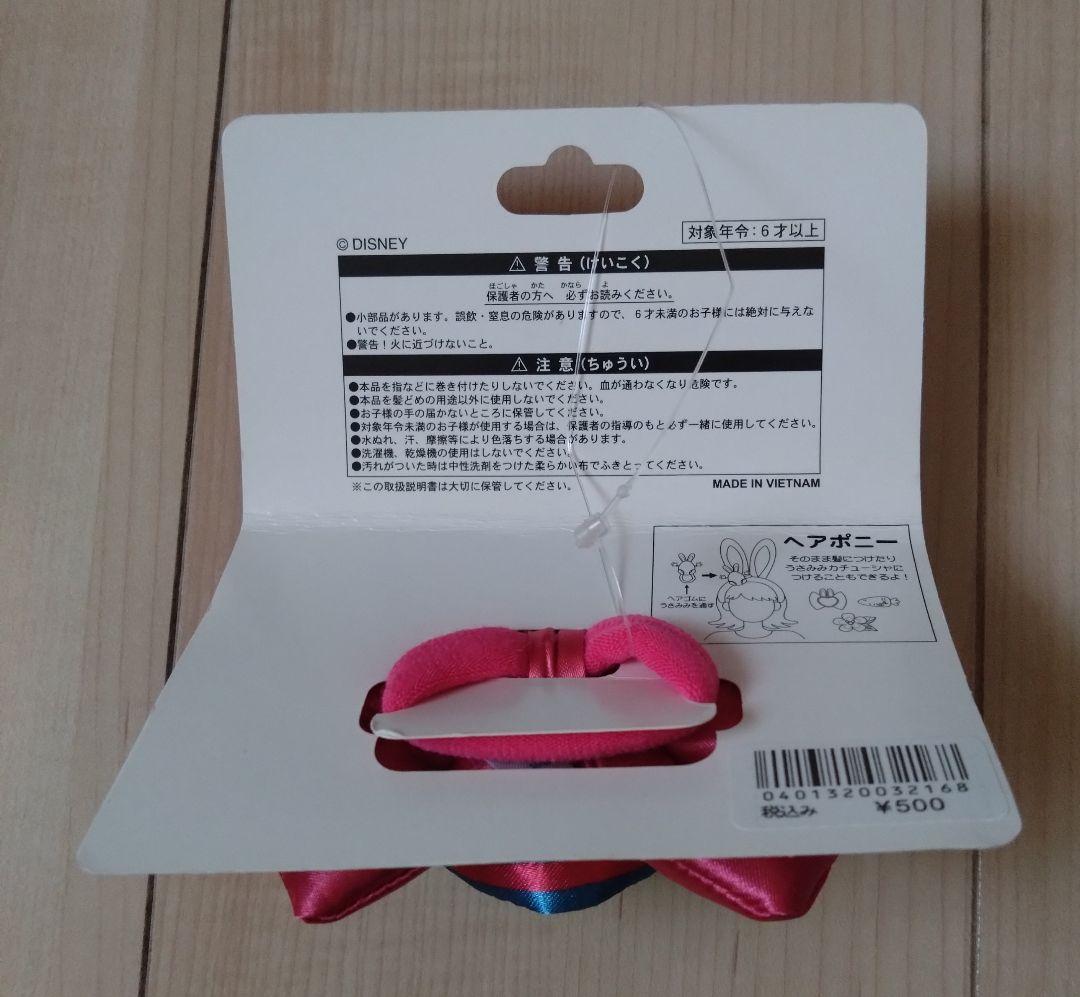 © DISNEY
対象年令:6才以上
⚠ 警告(けいこく)
ほごしゃ かた かなら よ
保護者の方へ 必ずお読みください。
●小部品があります。誤飲・窒息の危険がありますので、6才未満のお子様には絶対に与えな
いでください。
●警告!火に近づけないこと。
⚠ 注意(ちゅうい)
●本品を指などに巻き付けたりしないでください。血が通わなくなり危険です。
●本品を髪どめの用途以外に使用しないでください。
●お子様の手の届かないところに保管してください。
●対象年令未満のお子様が使用する場合は、保護者の指導のもと必ず一緒に使用してください。
●水ぬれ、汗、摩擦等により色落ちする場合があります。
●洗濯機、乾燥機の使用はしないでください。
●汚れがついた時は中性洗剤をつけた柔らかい布でふきとってください。
※この取扱説明書は大切に保管してください。
MADE IN VIETNAM
ヘアポニー
そのまま髪につけたり
うさみみカチューシャに
つけることもできるよ!
ヘアゴムに
うさみみを通す
0401320032168
税込み ¥500